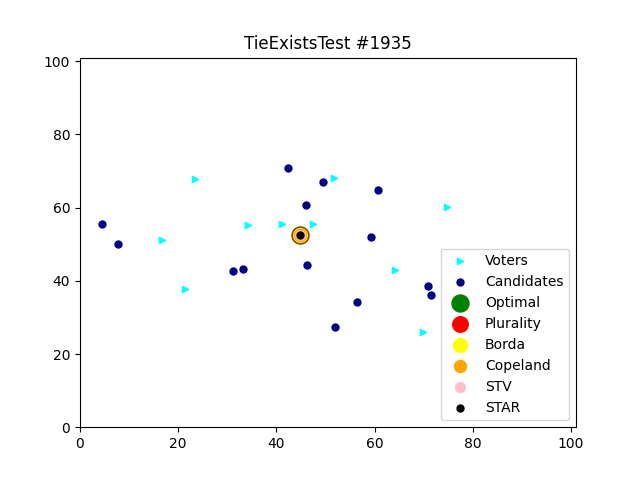 TieExistsTest #1935
100
80
60
40
20
0
0 20 40 60 80 100
Voters
Candidates
Optimal
Plurality
Borda
Copeland
STV
STAR